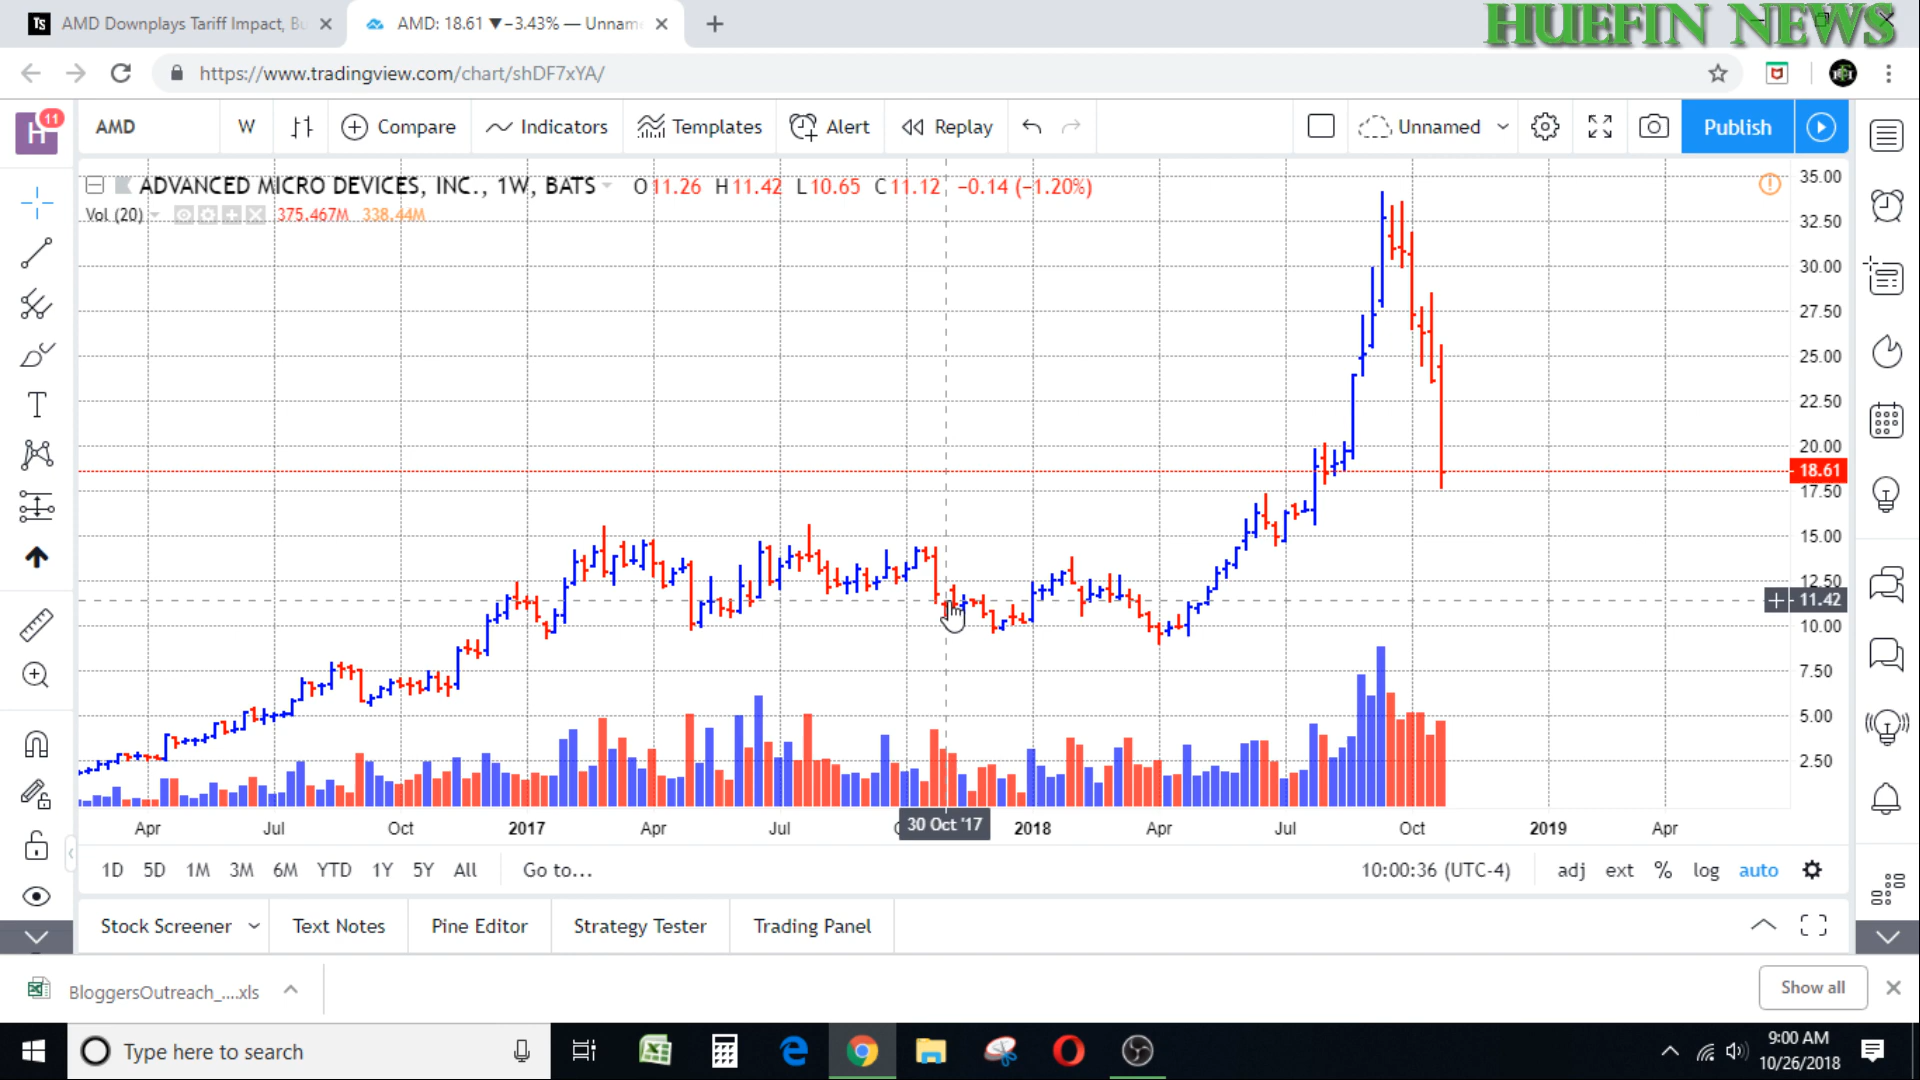 HUEFIN NEWS
Ts AMD Downplays Tariff Impact, Bu
AMD: 18.61 ▼−3.43% — Unnam
https://www.tradingview.com/chart/shDF7xYA/
H 11
AMD W Compare Indicators Templates Alert Replay Unnamed Publish
ADVANCED MICRO DEVICES, INC., 1W, BATS O11.26 H11.42 L10.65 C11.12 −0.14 (−1.20%)
Vol (20) 375.467M 338.44M
35.00
32.50
30.00
27.50
25.00
22.50
20.00
18.61
17.50
15.00
12.50
11.42
10.00
7.50
5.00
2.50
Apr Jul Oct 2017 Apr Jul 30 Oct '17 2018 Apr Jul Oct 2019 Apr
1D 5D 1M 3M 6M YTD 1Y 5Y All Go to... 10:00:36 (UTC-4) adj ext % log auto
Stock Screener Text Notes Pine Editor Strategy Tester Trading Panel
BloggersOutreach_....xls Show all
Type here to search
9:00 AM
10/26/2018